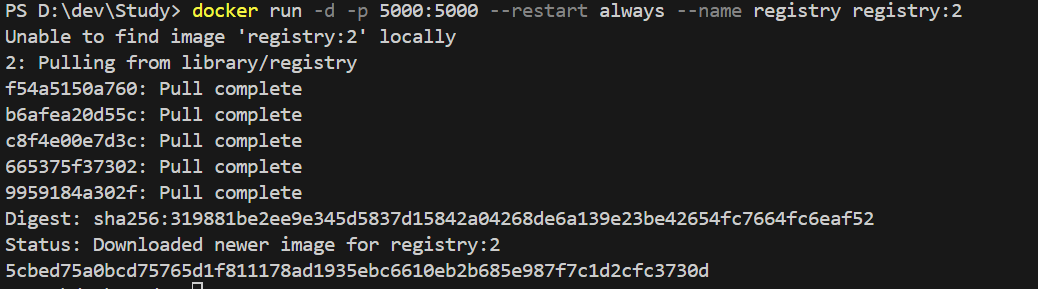 PS D:\dev\Study> docker run -d -p 5000:5000 --restart always --name registry registry:2
Unable to find image 'registry:2' locally
2: Pulling from library/registry
f54a5150a760: Pull complete
b6afea20d55c: Pull complete
c8f4e00e7d3c: Pull complete
665375f37302: Pull complete
9959184a302f: Pull complete
Digest: sha256:319881be2ee9e345d5837d15842a04268de6a139e23be42654fc7664fc6eaf52
Status: Downloaded newer image for registry:2
5cbed75a0bcd75765d1f811178ad1935ebc6610eb2b685e987f7c1d2cfc3730d